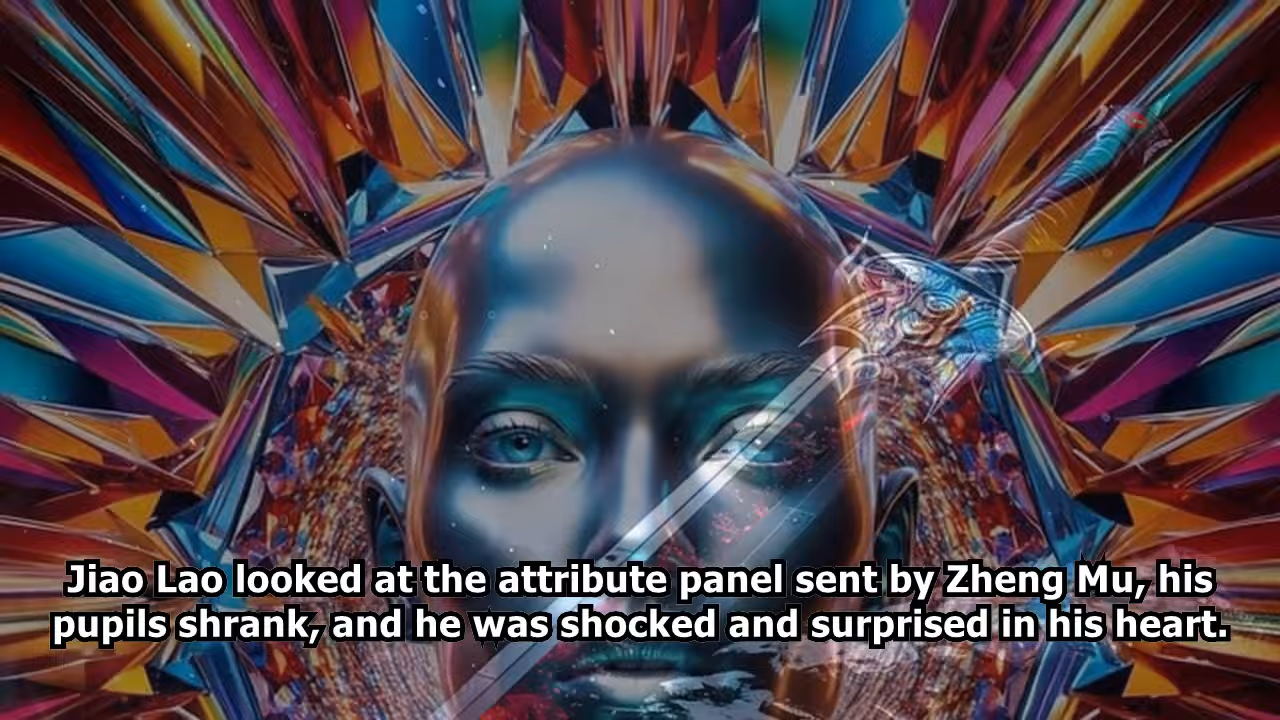 Jiao Lao looked at the attribute panel sent by Zheng Mu, his
pupils shrank, and he was shocked and surprised in his heart.